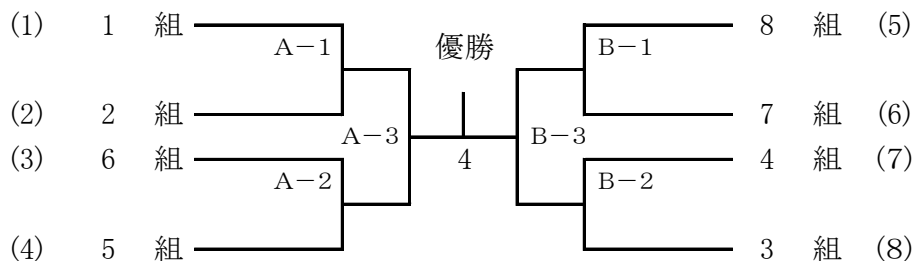 (1) 1 組 A-1 優勝 B-1 8 組 (5)
(2) 2 組 7 組 (6)
A-3 B-3
(3) 6 組 4 4 組 (7)
A-2 B-2
(4) 5 組 3 組 (8)